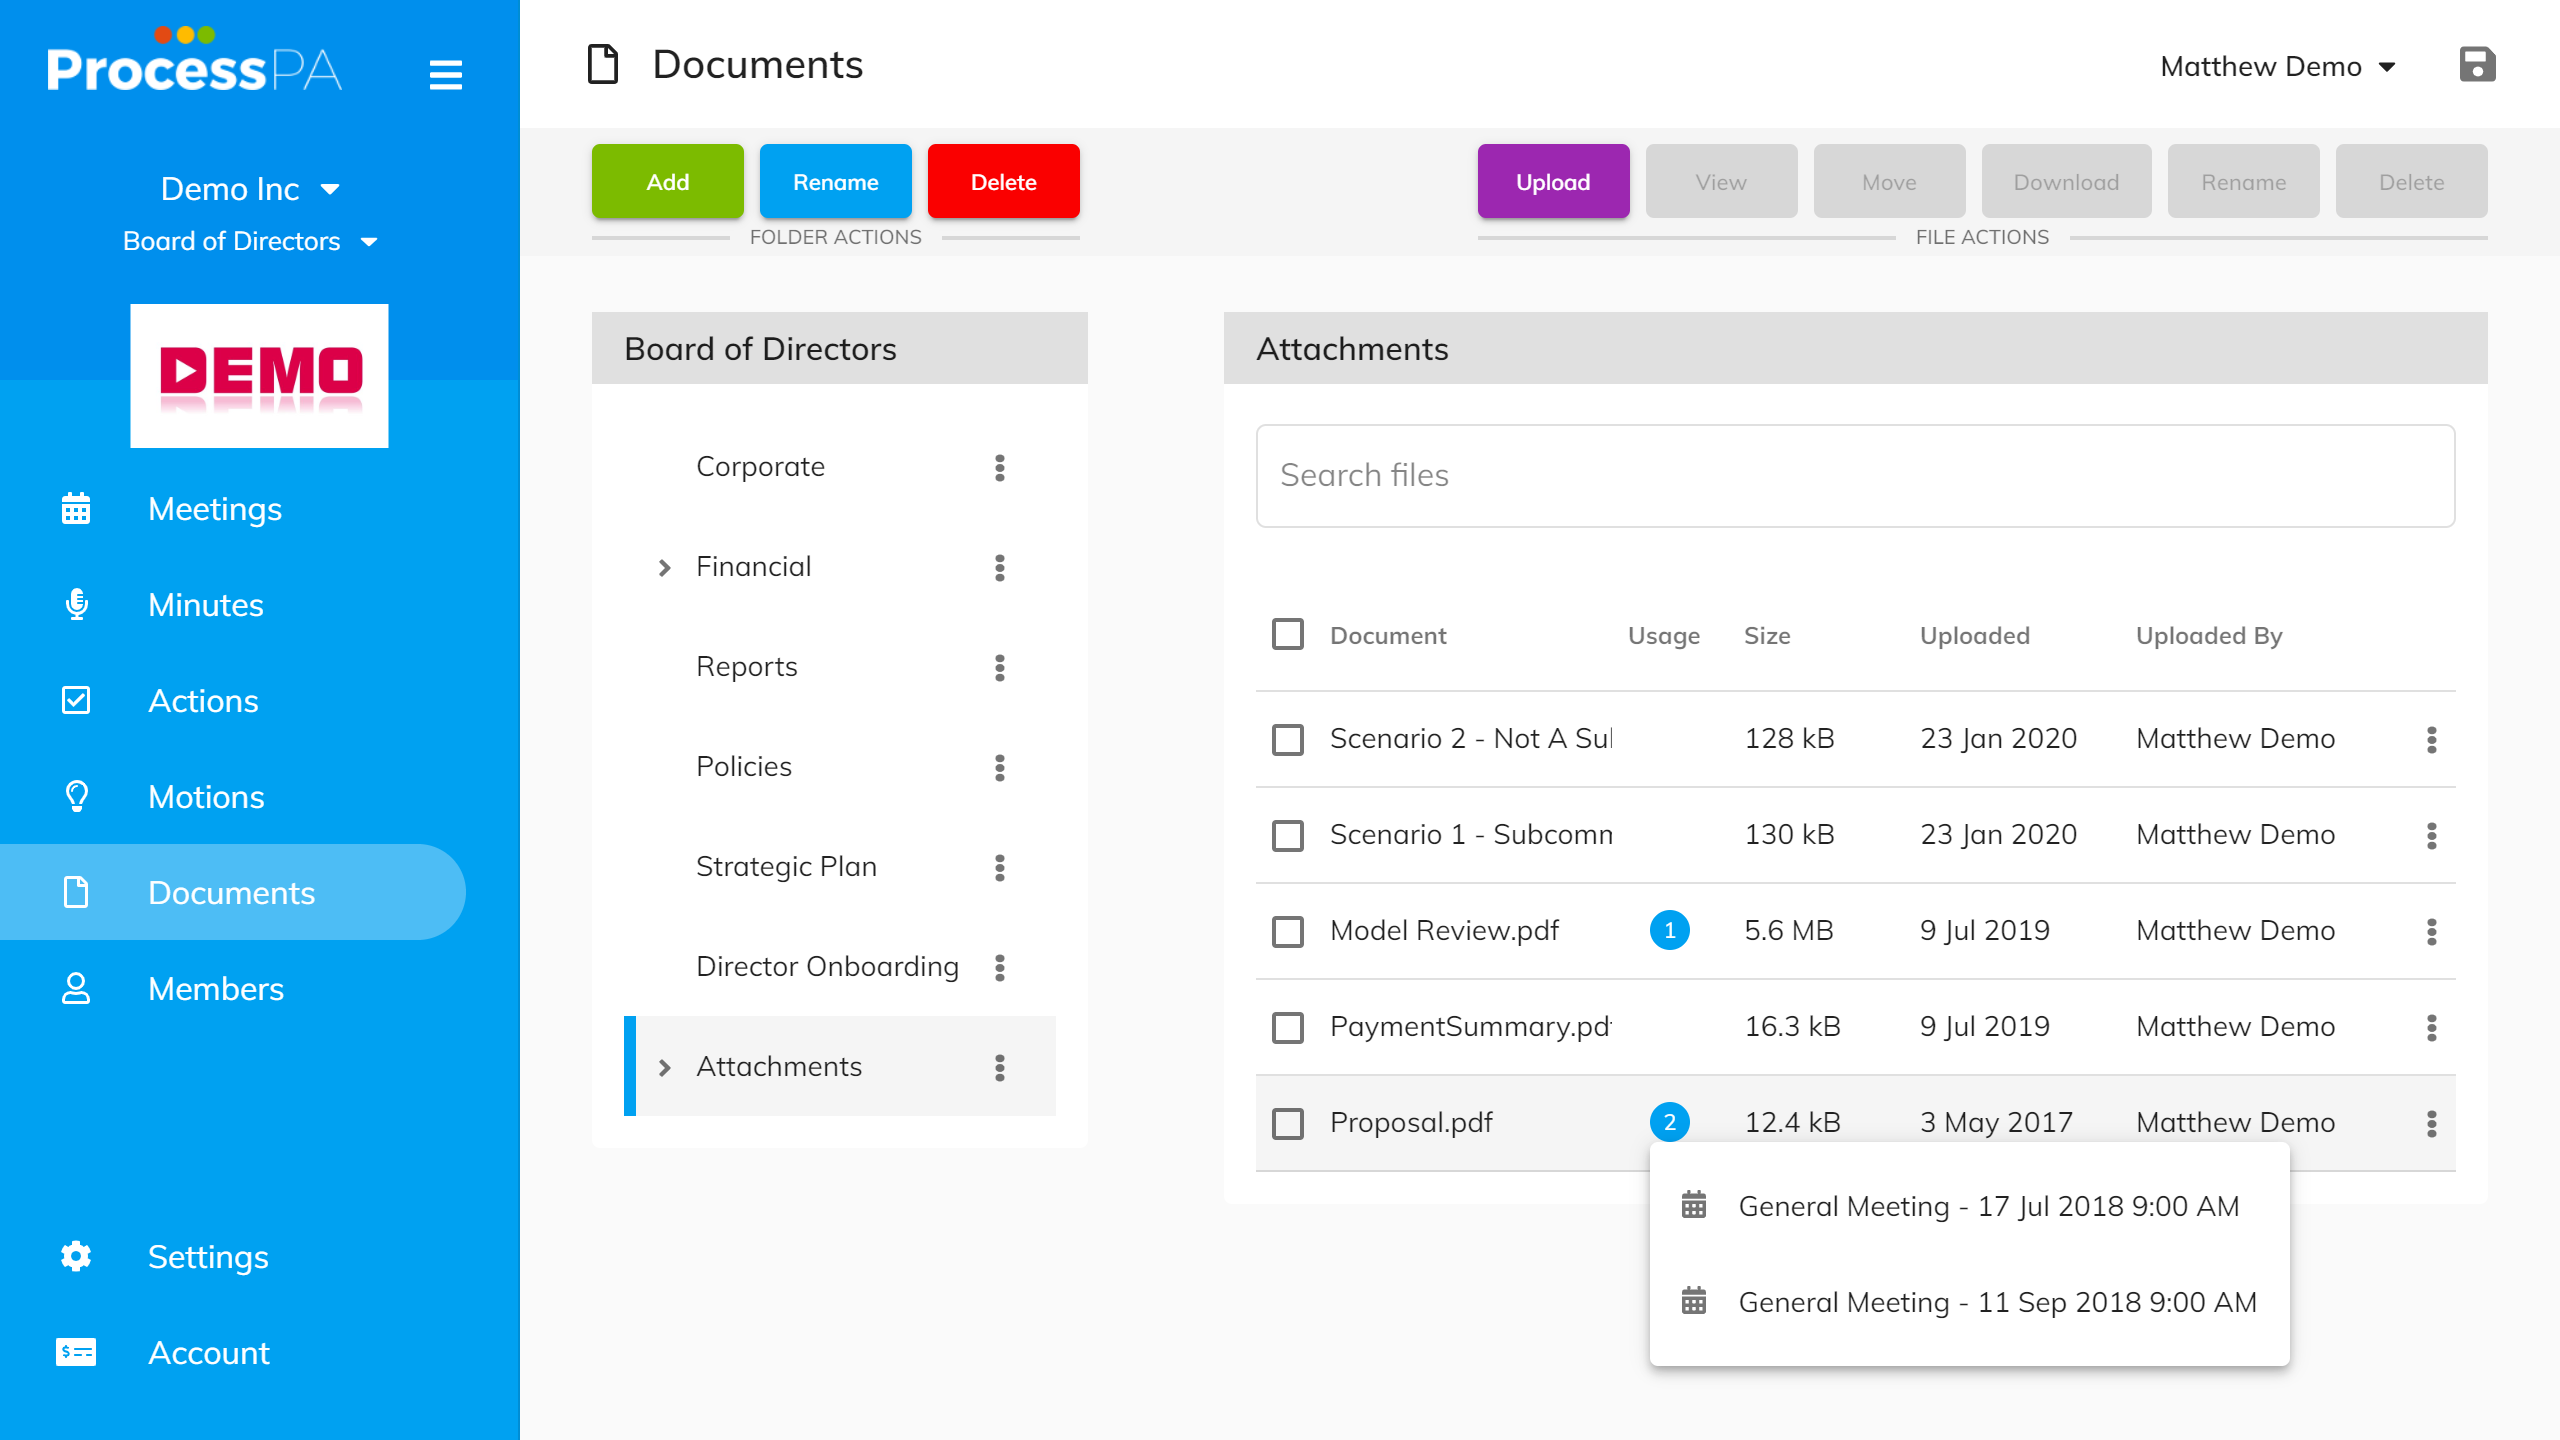 ProcessPA
Demo Inc
Board of Directors
DEMO
Meetings
Minutes
Actions
Motions
Documents
Members
Settings
Account
Documents
Matthew Demo
Add
Rename
Delete
FOLDER ACTIONS
Upload
View
Move
Download
Rename
Delete
FILE ACTIONS
Board of Directors
Corporate
Financial
Reports
Policies
Strategic Plan
Director Onboarding
Attachments
Attachments
Search files
Document Usage Size Uploaded Uploaded By
Scenario 2 - Not A Sul 128 kB 23 Jan 2020 Matthew Demo
Scenario 1 - Subcomm 130 kB 23 Jan 2020 Matthew Demo
Model Review.pdf 1 5.6 MB 9 Jul 2019 Matthew Demo
PaymentSummary.pdf 16.3 kB 9 Jul 2019 Matthew Demo
Proposal.pdf 2 12.4 kB 3 May 2017 Matthew Demo
General Meeting - 17 Jul 2018 9:00 AM
General Meeting - 11 Sep 2018 9:00 AM